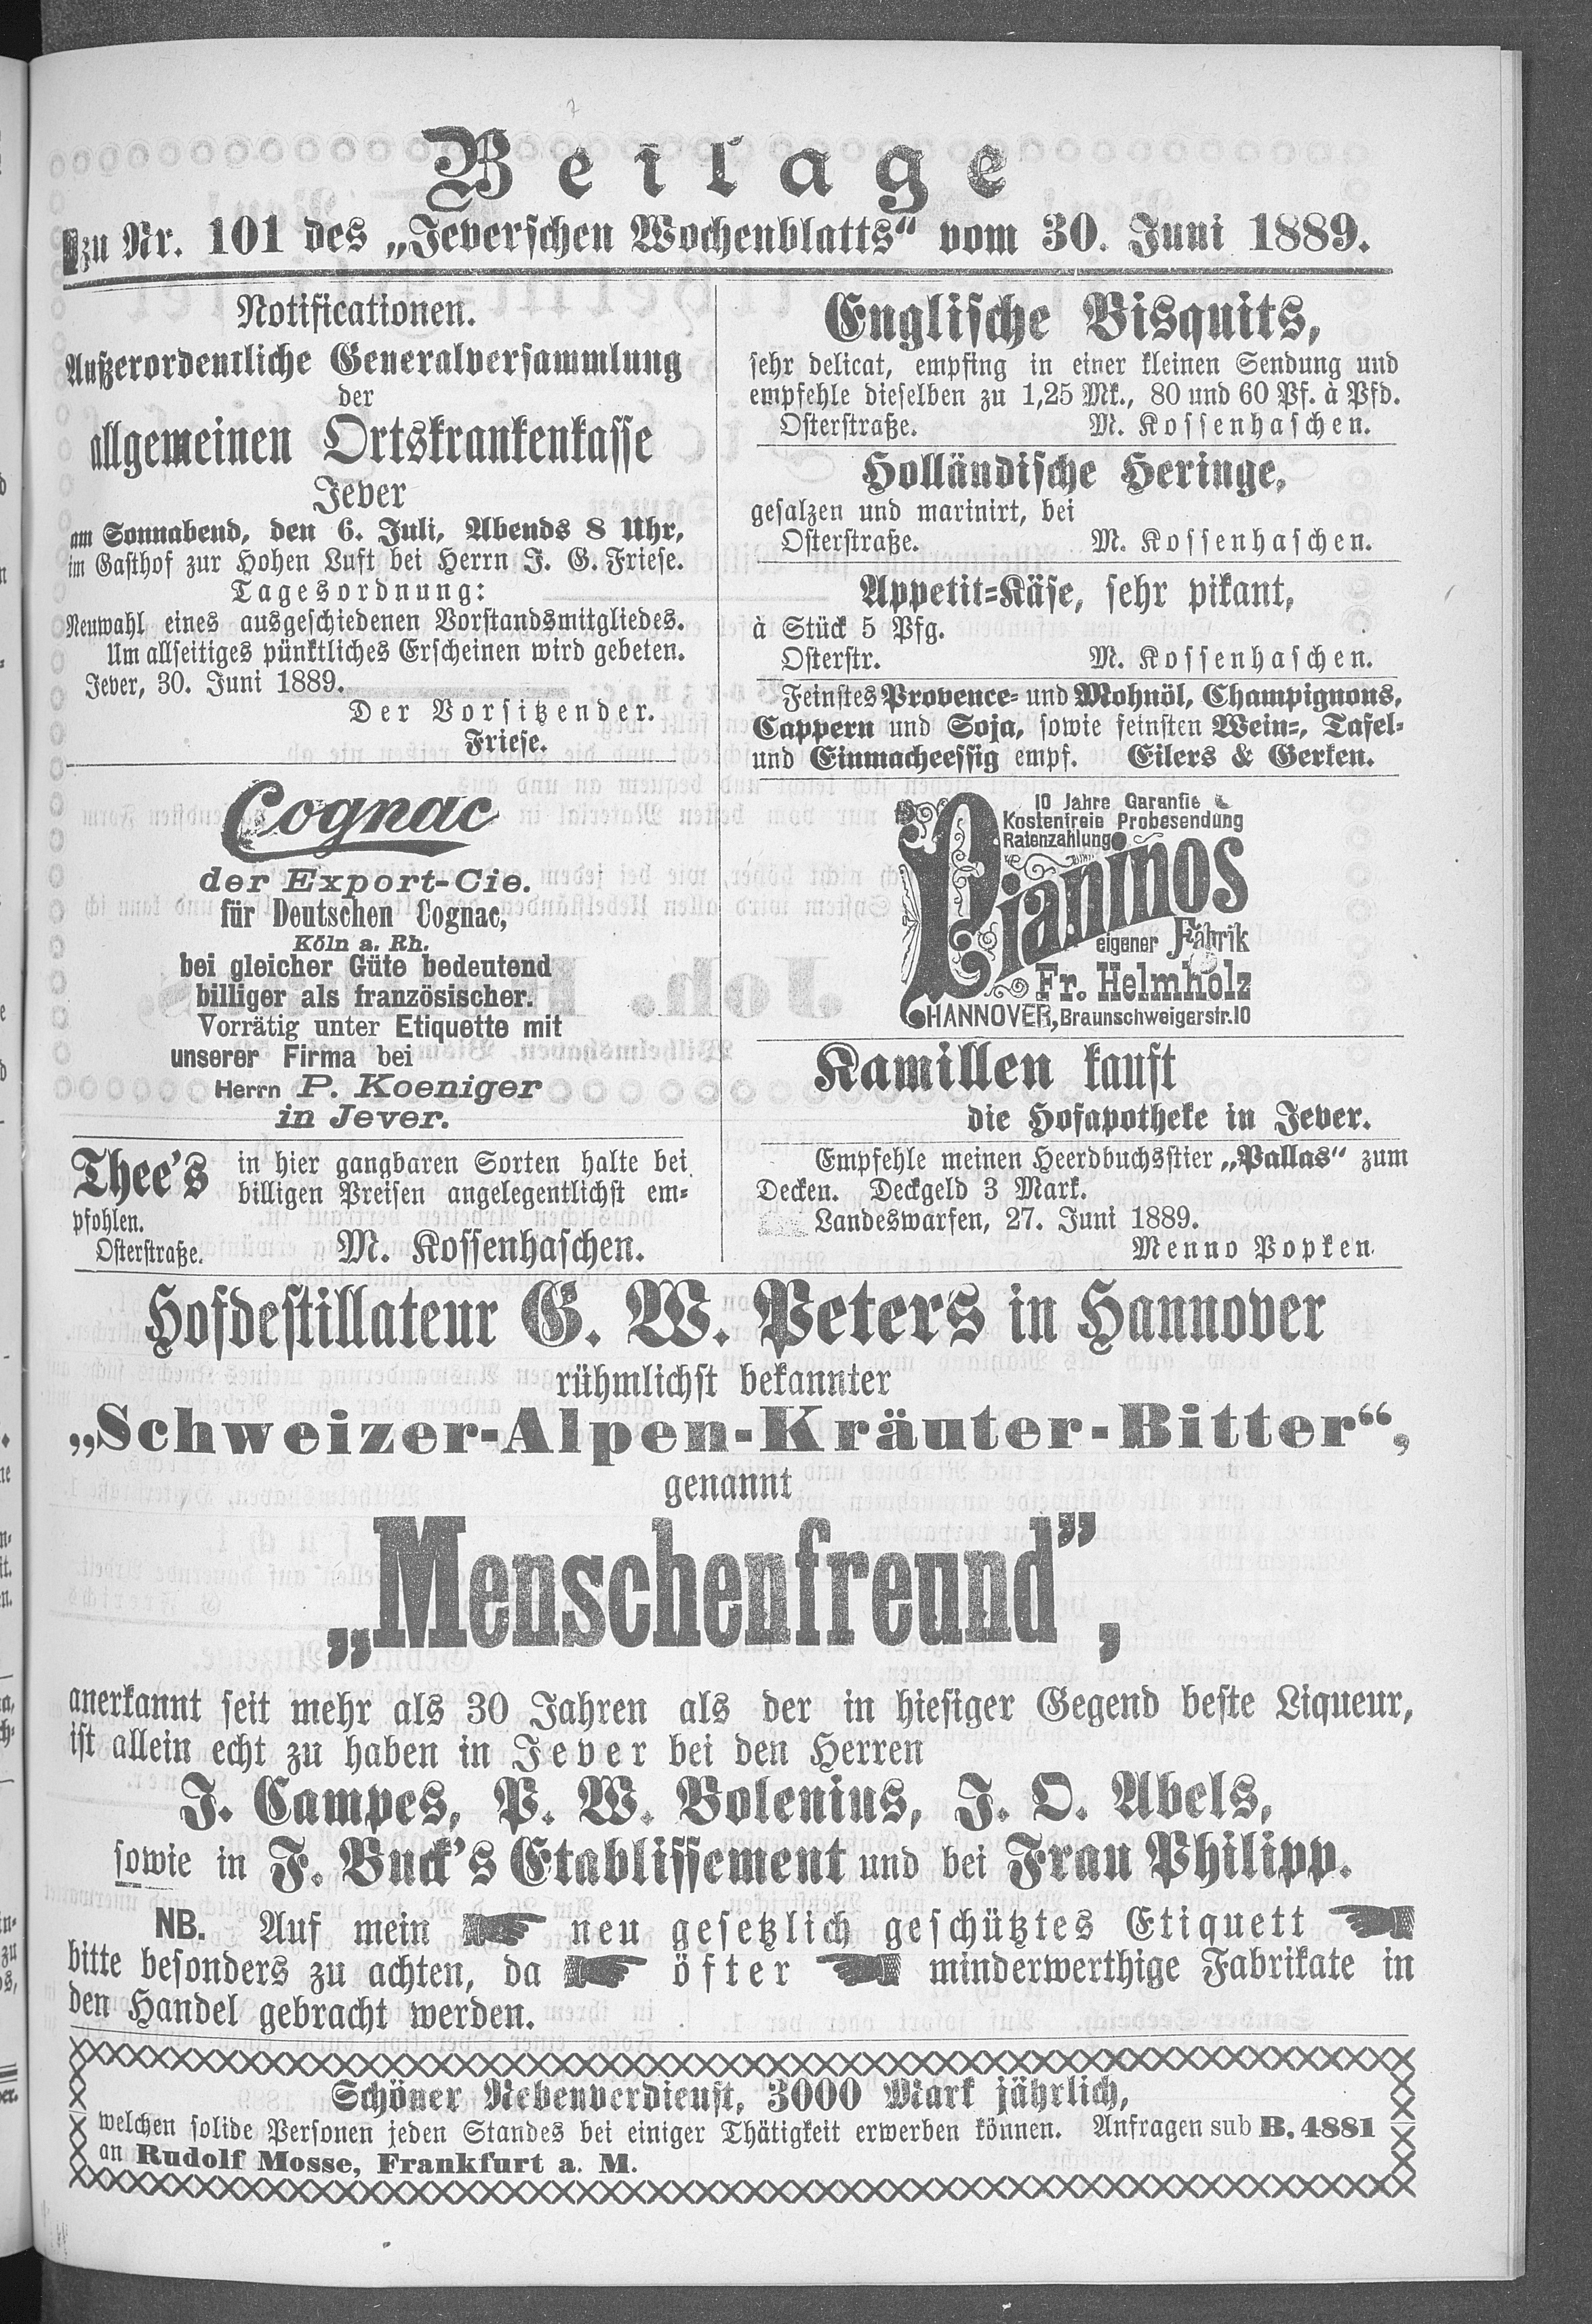 Beilage
zu Nr. 101 des „Jeverschen Wochenblatts“ vom 30. Juni 1889.
Notificationen.
Außerordentliche Generalversammlung
der
allgemeinen Ortskrankenkasse
Jever
am Sonnabend, den 6. Juli, Abends 8 Uhr,
im Gasthof zur Hohen Luft bei Herrn J. G. Friese.
Tagesordnung:
Neuwahl eines ausgeschiedenen Vorstandsmitgliedes.
Um allseitiges pünktliches Erscheinen wird gebeten.
Jever, 30. Juni 1889.
Der Vorsitzender.
Friese.
Cognac
der Export-Cie.
für Deutschen Cognac,
Köln a. Rh.
bei gleicher Güte bedeutend
billiger als französischer.
Vorrätig unter Etiquette mit
unserer Firma bei
Herrn P. Koeniger
in Jever.
Thee's in hier gangbaren Sorten halte bei
billigen Preisen angelegentlichst em-
pfohlen.
Osterstraße. M. Kossenhaschen.
Englische Bisquits,
sehr delicat, empfing in einer kleinen Sendung und
empfehle dieselben zu 1,25 Mk., 80 und 60 Pf. à Pfd.
Osterstraße. M. Kossenhaschen.
Holländische Heringe,
gesalzen und marinirt, bei
Osterstraße. M. Kossenhaschen.
Appetit-Käse, sehr pikant,
à Stück 5 Pfg.
Osterstr. M. Kossenhaschen.
Feinstes Provence- und Mohnöl, Champignons,
Cappern und Soja, sowie feinsten Wein-, Tafel-
und Einmacheessig empf. Eilers & Gerken.
10 Jahre Garantie
Kostenfreie Probesendung
Ratenzahlung
Pianinos
eigener Fabrik
Fr. Helmholz
HANNOVER, Braunschweigerstr. 10
Kamillen kauft
die Hofapotheke in Jever.
Empfehle meinen Heerdbuchsstier „Pallas“ zum
Decken. Deckgeld 3 Mark.
Landeswarfen, 27. Juni 1889.
Menno Popken.
Hofdestillateur G. W. Peters in Hannover
rühmlichst bekannter
„Schweizer-Alpen-Kräuter-Bitter“,
genannt
„Menschenfreund”,
anerkannt seit mehr als 30 Jahren als der in hiesiger Gegend beste Liqueur,
ist allein echt zu haben in Jever bei den Herren
J. Campes, P. W. Bolenius, J. O. Abels,
sowie in F. Buck's Etablissement und bei Frau Philipp.
NB. Auf mein neu gesetzlich geschütztes Etiquett
bitte besonders zu achten, da öfter minderwerthige Fabrikate in
den Handel gebracht werden.
Schöner Nebenverdienst, 3000 Mark jährlich,
welchen solide Personen jeden Standes bei einiger Thätigkeit erwerben können. Anfragen sub B. 4881
an Rudolf Mosse, Frankfurt a. M.